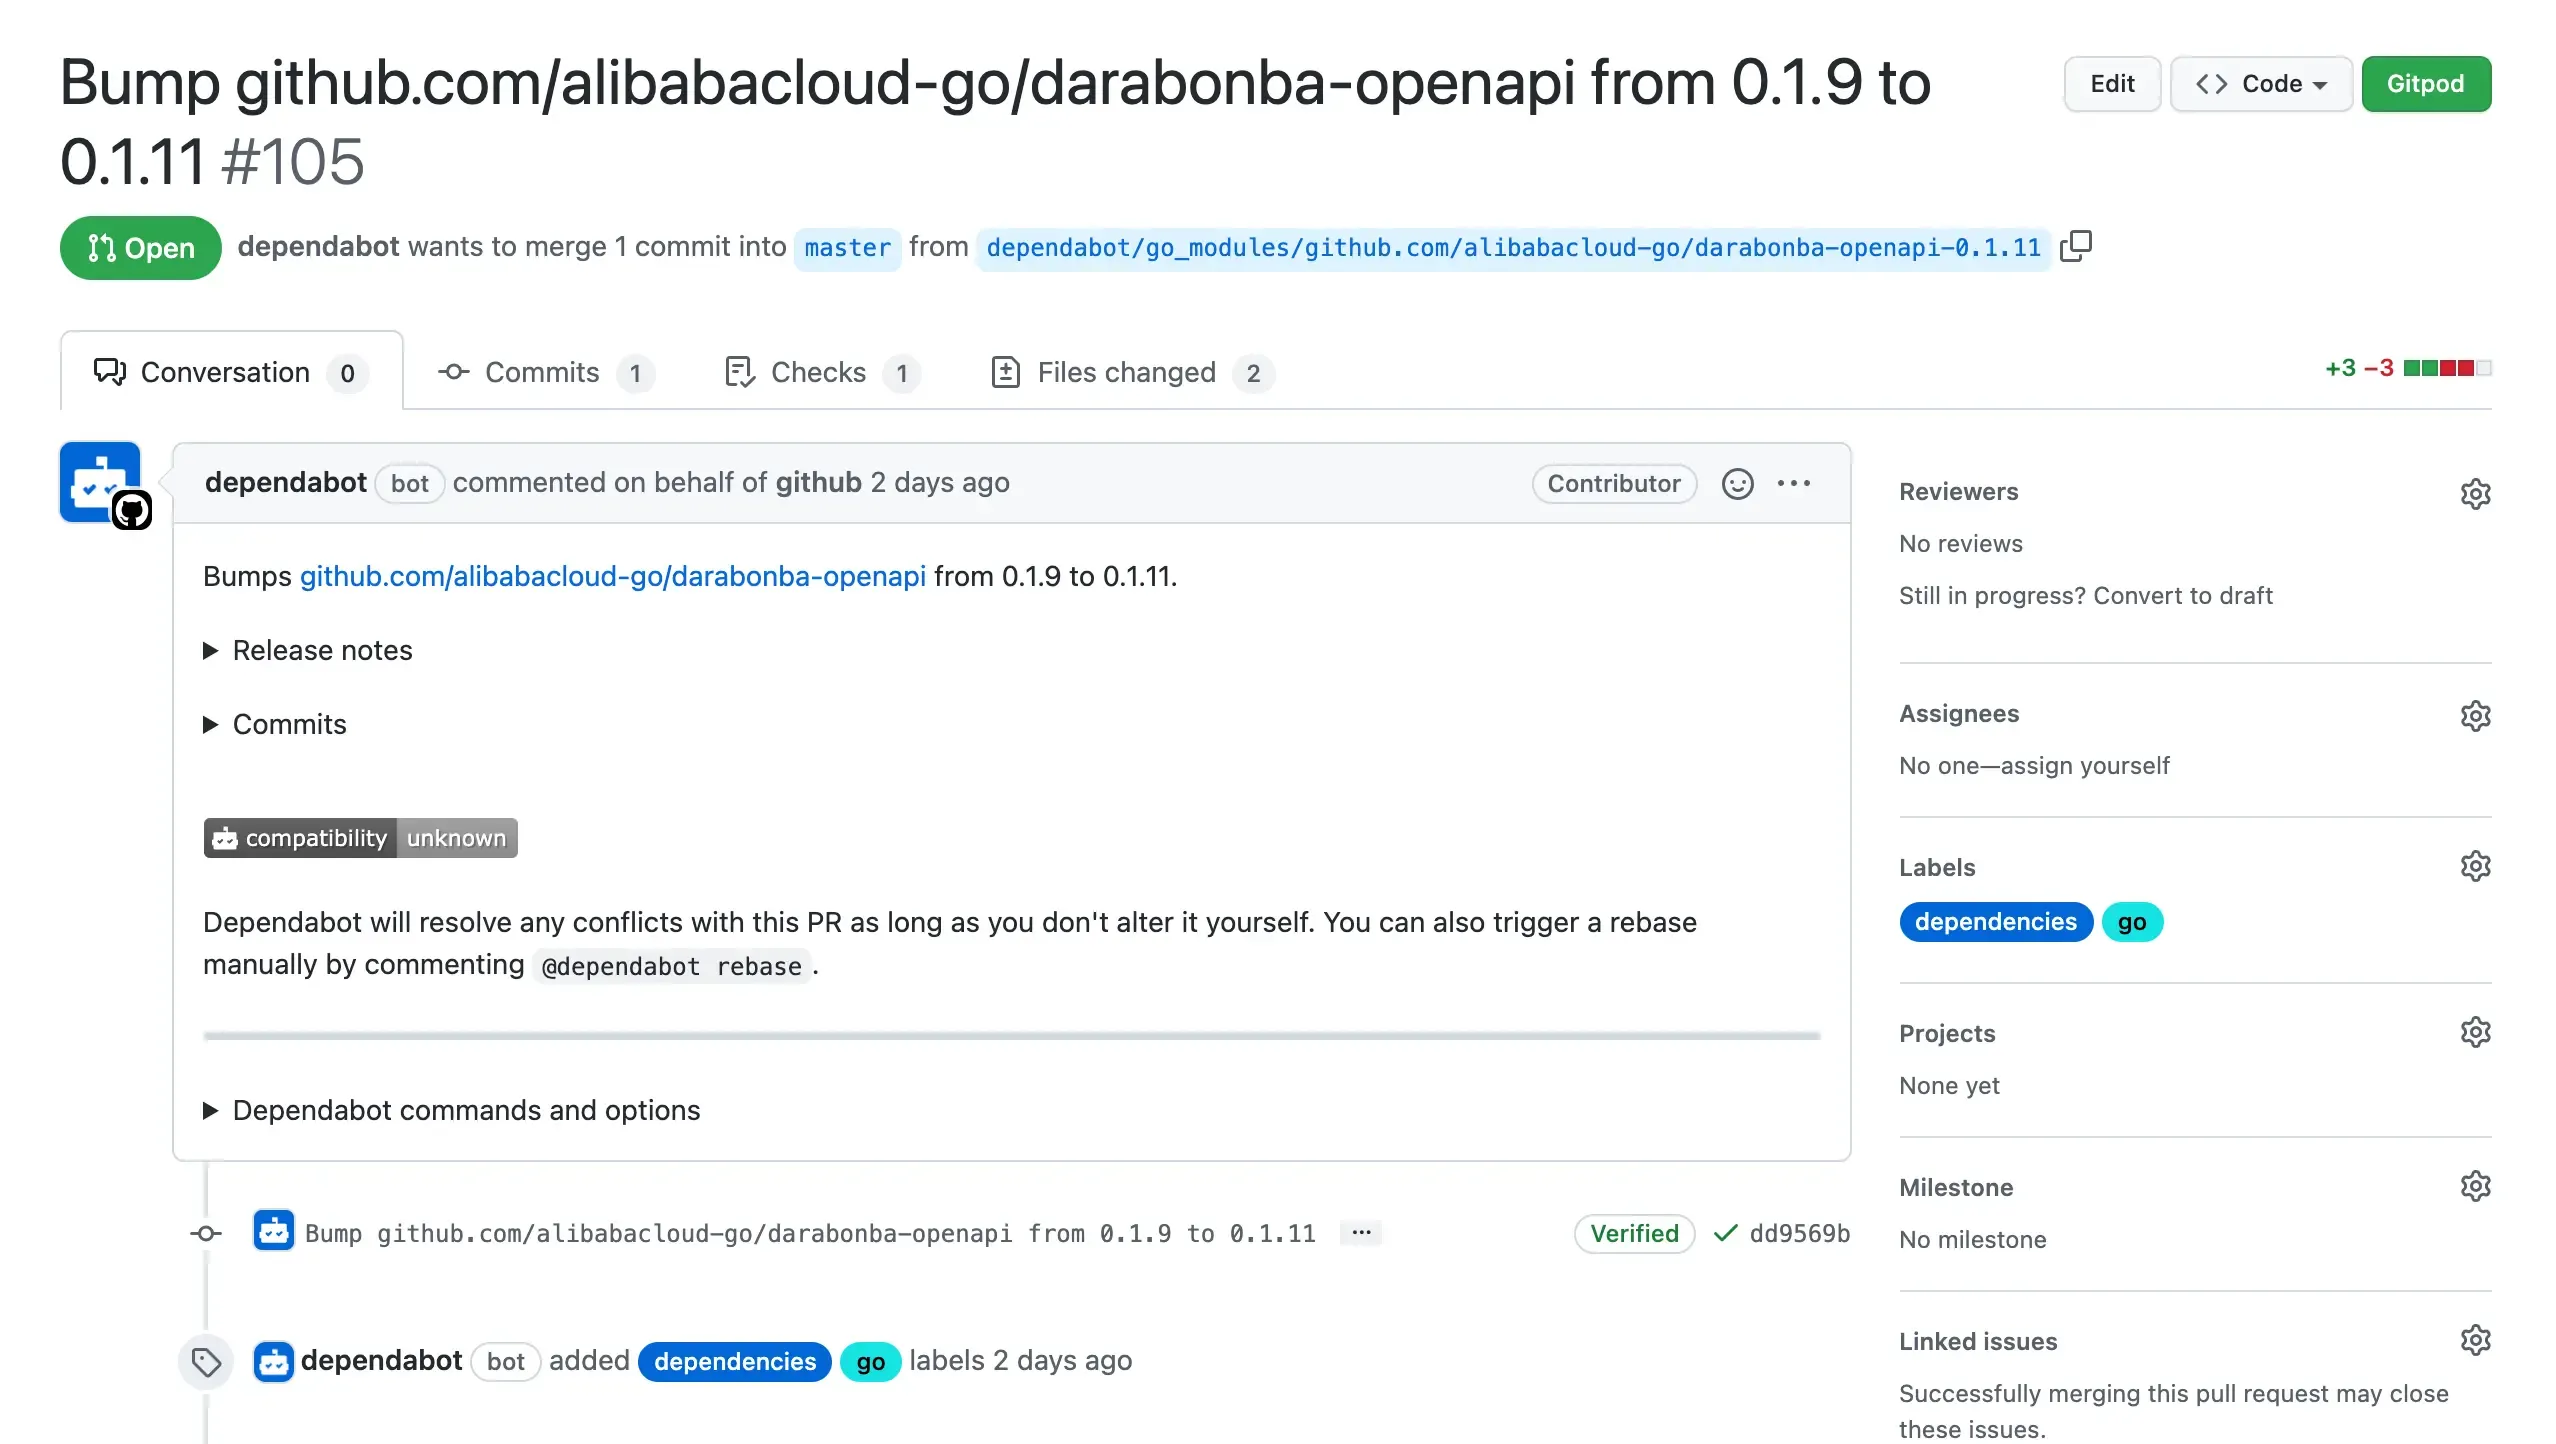 Bump github.com/alibabacloud-go/darabonba-openapi from 0.1.9 to
0.1.11 #105
Edit
Code
Gitpod
Open
dependabot wants to merge 1 commit into master from dependabot/go_modules/github.com/alibabacloud-go/darabonba-openapi-0.1.11
Conversation 0
Commits 1
Checks 1
Files changed 2
+3 −3
dependabot bot commented on behalf of github 2 days ago
Contributor
Bumps github.com/alibabacloud-go/darabonba-openapi from 0.1.9 to 0.1.11.
Release notes
Commits
compatibility unknown
Dependabot will resolve any conflicts with this PR as long as you don't alter it yourself. You can also trigger a rebase
manually by commenting @dependabot rebase.
Dependabot commands and options
Bump github.com/alibabacloud-go/darabonba-openapi from 0.1.9 to 0.1.11 ...
Verified
dd9569b
dependabot bot added dependencies go labels 2 days ago
Reviewers
No reviews
Still in progress? Convert to draft
Assignees
No one—assign yourself
Labels
dependencies go
Projects
None yet
Milestone
No milestone
Linked issues
Successfully merging this pull request may close
these issues.